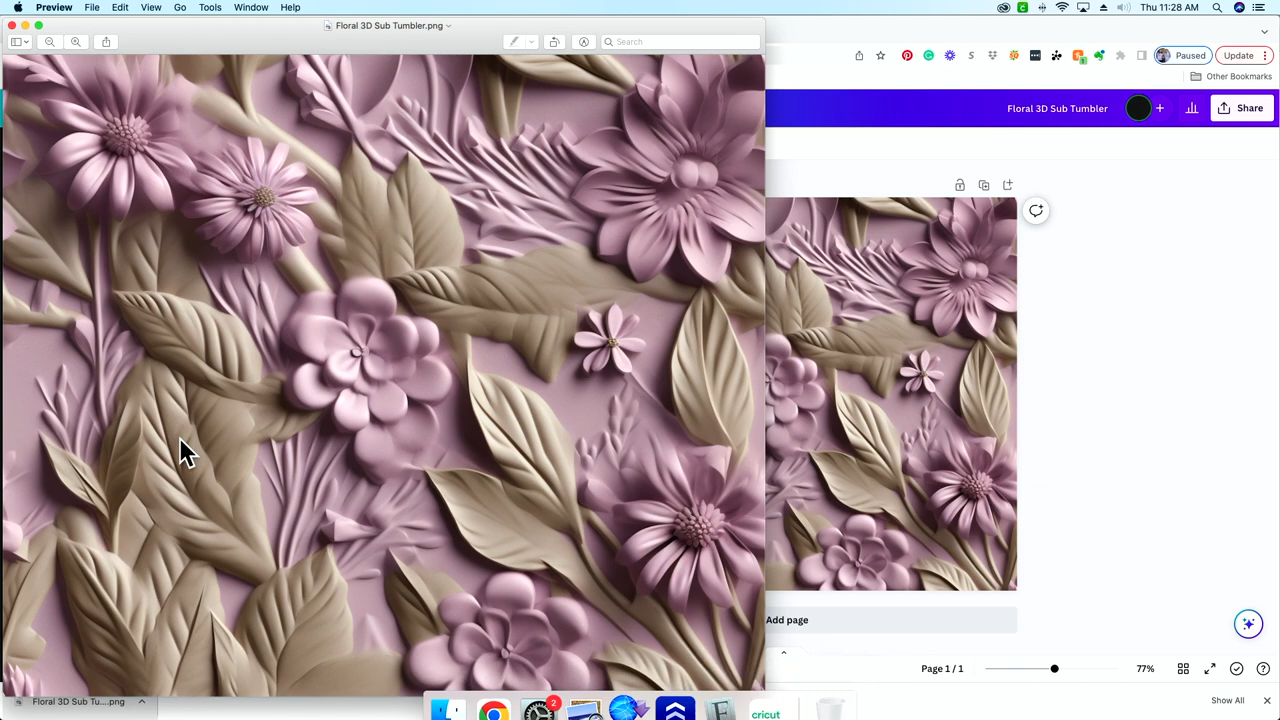 Preview File Edit View Go Tools Window Help
Thu 11:28 AM
Floral 3D Sub Tumbler.png
Search
Paused
Update
Other Bookmarks
Floral 3D Sub Tumbler
Share
Add page
Page 1 / 1
77%
Floral 3D Sub Tu....png
Show All
2
cricut